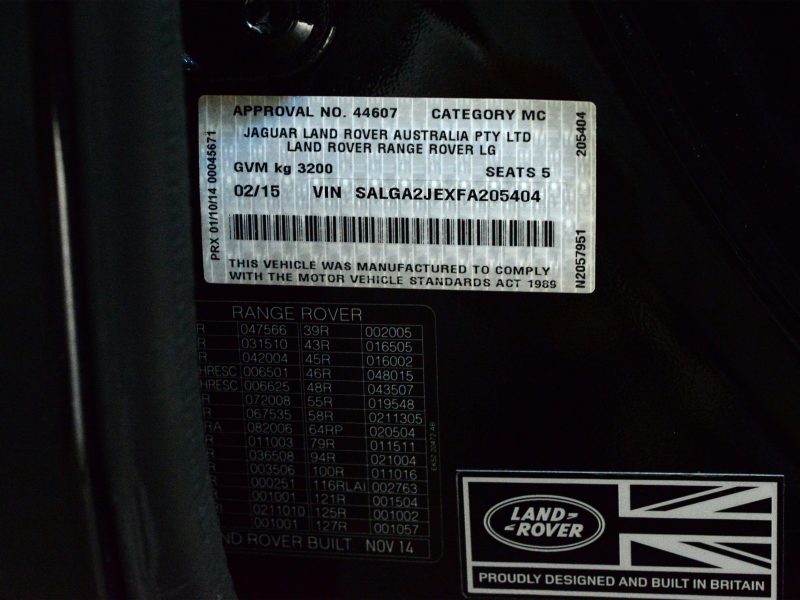 APPROVAL NO. 44607 CATEGORY MC
JAGUAR LAND ROVER AUSTRALIA PTY LTD
LAND ROVER RANGE ROVER LG
GVM kg 3200 SEATS 5
02/15 VIN SALGA2JEXFA205404
THIS VEHICLE WAS MANUFACTURED TO COMPLY
WITH THE MOTOR VEHICLE STANDARDS ACT 1989
PRX 01/10/14 00045671
205404
N2057951
RANGE ROVER
R 047566 39R 002005
R 031510 43R 016505
R 042004 45R 016002
HRESC 006501 46R 048015
HRESC 006625 48R 043507
R 072008 55R 019548
R 067535 58R 0211305
RA 082006 64RP 020504
011003 79R 011511
036508 94R 021004
003506 100R 011016
000251 116RLAI 002763
001001 121R 001504
0211010 125R 001002
001001 127R 001057
ND ROVER BUILT NOV 14
LAND
ROVER
PROUDLY DESIGNED AND BUILT IN BRITAIN